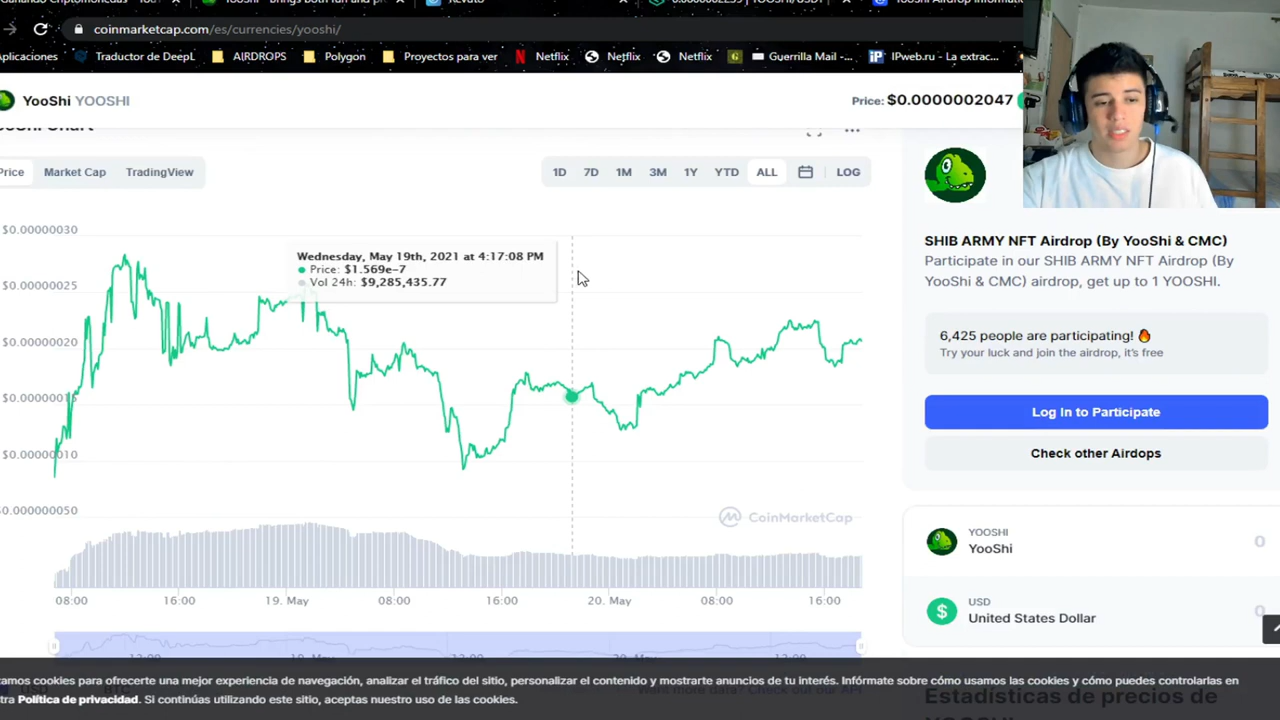 coinmarketcap.com/es/currencies/yooshi/
Aplicaciones Traductor de DeepL AIRDROPS Polygon Proyectos para ver Netflix Netflix Netflix Guerrilla Mail -... IPweb.ru - La extrac...
YooShi YOOSHI
Price: $0.0000002047
Price Market Cap TradingView
1D 7D 1M 3M 1Y YTD ALL LOG
$0.00000030
$0.00000025
$0.00000020
$0.00000010
Wednesday, May 19th, 2021 at 4:17:08 PM
Price: $1.569e-7
Vol 24h: $9,285,435.77
CoinMarketCap
08:00 16:00 19. May 08:00 16:00 20. May 08:00 16:00
SHIB ARMY NFT Airdrop (By YooShi & CMC)
Participate in our SHIB ARMY NFT Airdrop (By
YooShi & CMC) airdrop, get up to 1 YOOSHI.
6,425 people are participating! 🔥
Try your luck and join the airdrop, it's free
Log In to Participate
Check other Airdops
YOOSHI
YooShi
0
USD
United States Dollar
0
amos cookies para ofrecerte una mejor experiencia de navegación, analizar el tráfico del sitio, personalizar el contenido y mostrarte anuncios de tu interés. Infórmate sobre cómo usamos las cookies y cómo puedes controlarlas en
tra Política de privacidad. Si continúas utilizando este sitio, aceptas nuestro uso de las cookies.
Estadísticas de precios de